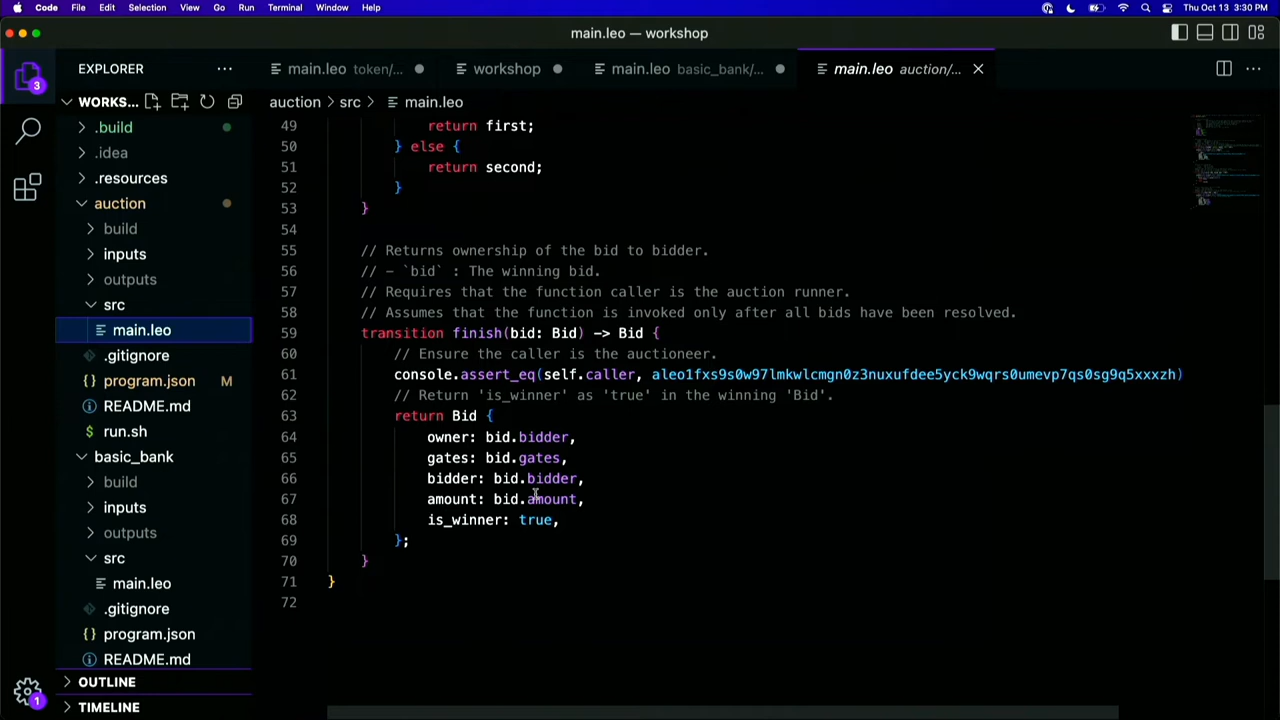 Code File Edit Selection View Go Run Terminal Window Help Thu Oct 13 3:30 PM
main.leo — workshop
EXPLORER
main.leo token/...
workshop
main.leo basic_bank/...
main.leo auction/...
WORKS...
auction > src > main.leo
.build
.idea
.resources
auction
build
inputs
outputs
src
main.leo
.gitignore
program.json M
README.md
run.sh
basic_bank
build
inputs
outputs
src
main.leo
.gitignore
program.json
README.md
OUTLINE
TIMELINE
3
1
49 return first;
50 } else {
51 return second;
52 }
53 }
54
55 // Returns ownership of the bid to bidder.
56 // - `bid` : The winning bid.
57 // Requires that the function caller is the auction runner.
58 // Assumes that the function is invoked only after all bids have been resolved.
59 transition finish(bid: Bid) -> Bid {
60 // Ensure the caller is the auctioneer.
61 console.assert_eq(self.caller, aleo1fxs9s0w97lmkwlcmgn0z3nuxufdee5yck9wqrs0umevp7qs0sg9q5xxxzh)
62 // Return 'is_winner' as 'true' in the winning 'Bid'.
63 return Bid {
64 owner: bid.bidder,
65 gates: bid.gates,
66 bidder: bid.bidder,
67 amount: bid.amount,
68 is_winner: true,
69 };
70 }
71 }
72